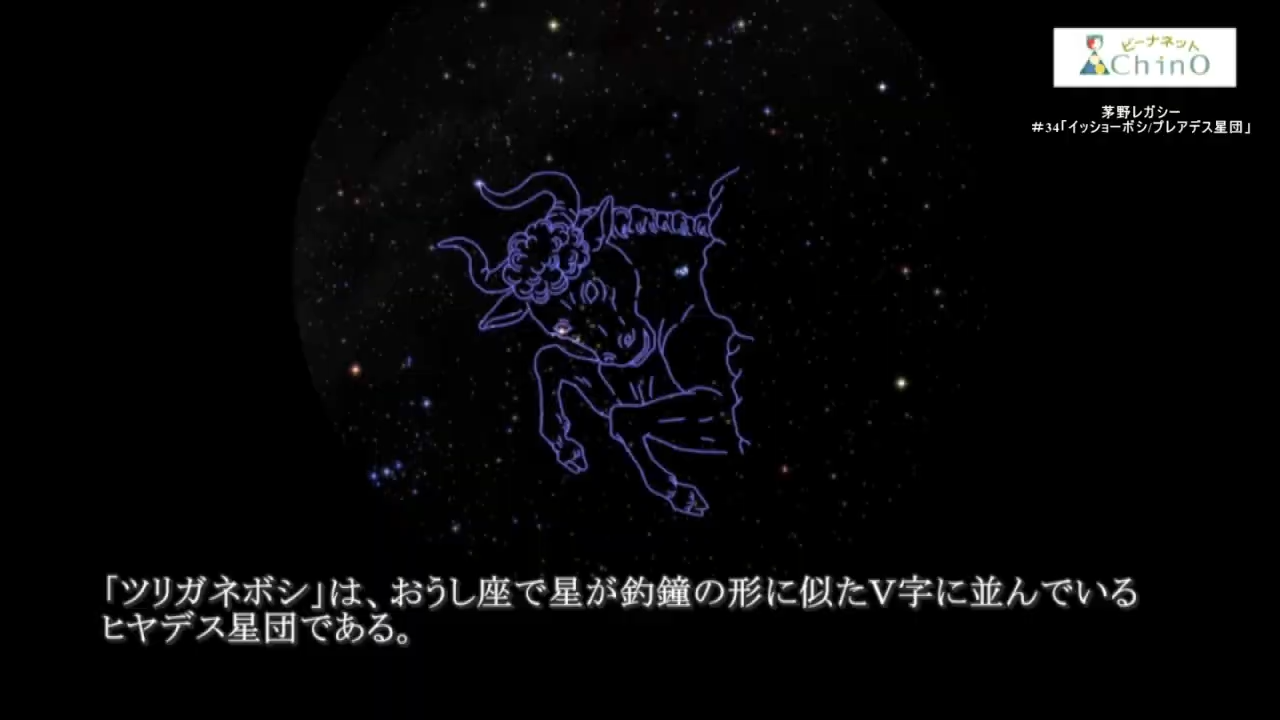 ビーナネット
ChinO
茅野レガシー
#34「イッショーボシ/プレアデス星団」
「ツリガネボシ」は、おうし座で星が釣鐘の形に似たV字に並んでいる
ヒヤデス星団である。